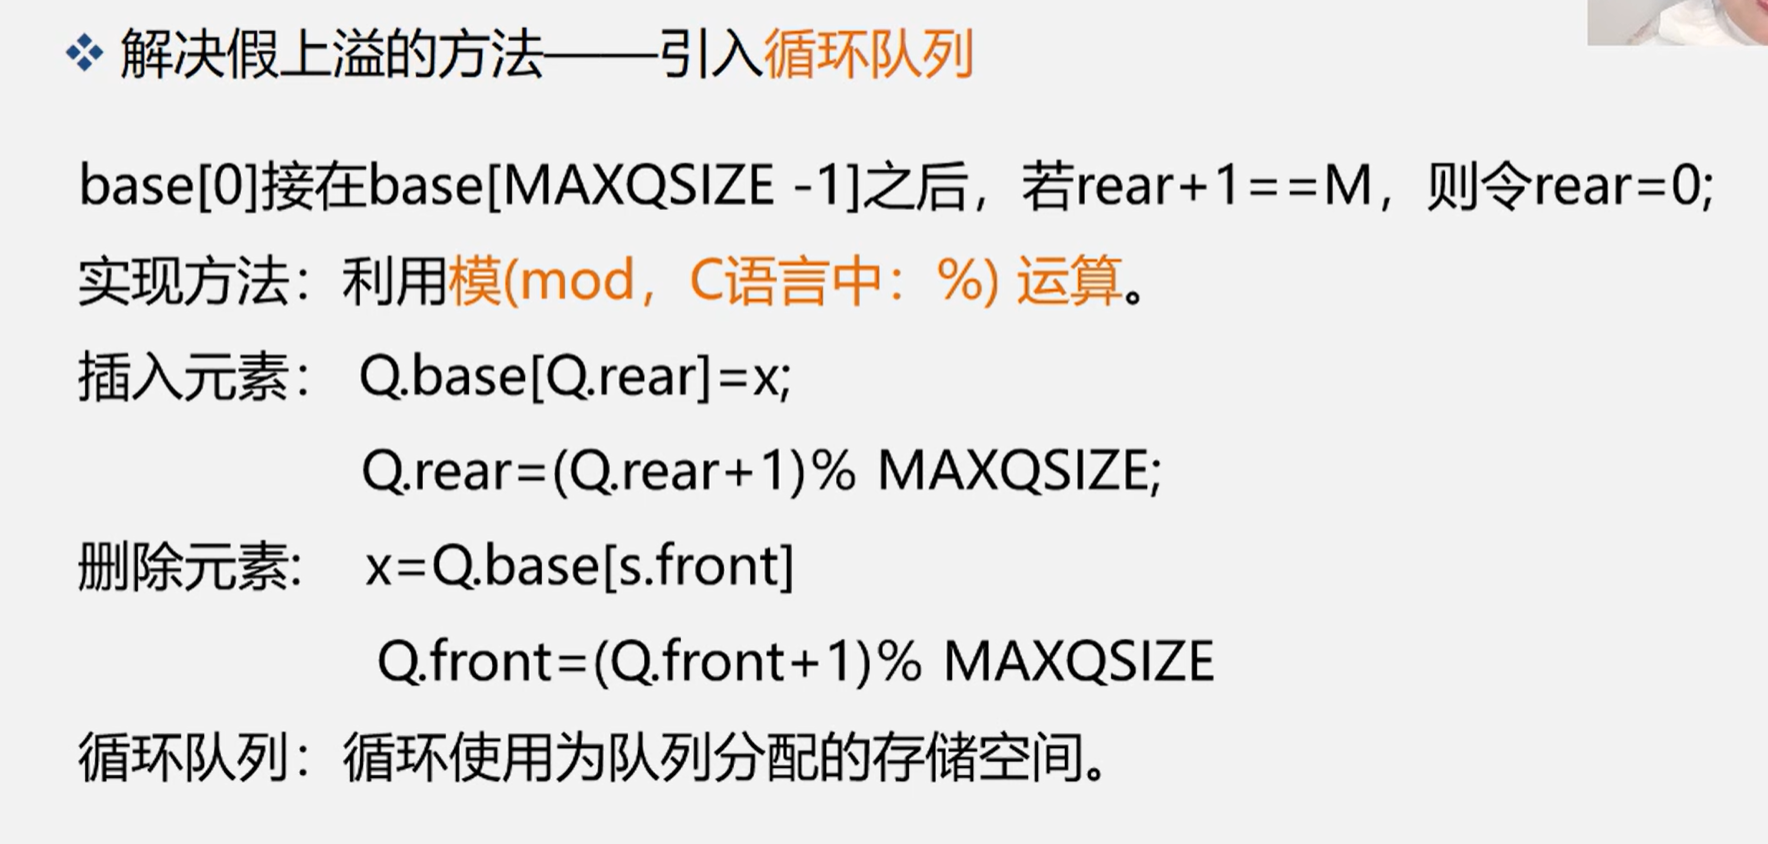 ❖ 解决假上溢的方法——引入循环队列
base[0]接在base[MAXQSIZE -1]之后，若rear+1==M，则令rear=0;
实现方法：利用模(mod，C语言中：%) 运算。
插入元素： Q.base[Q.rear]=x;
Q.rear=(Q.rear+1)% MAXQSIZE;
删除元素: x=Q.base[s.front]
Q.front=(Q.front+1)% MAXQSIZE
循环队列：循环使用为队列分配的存储空间。